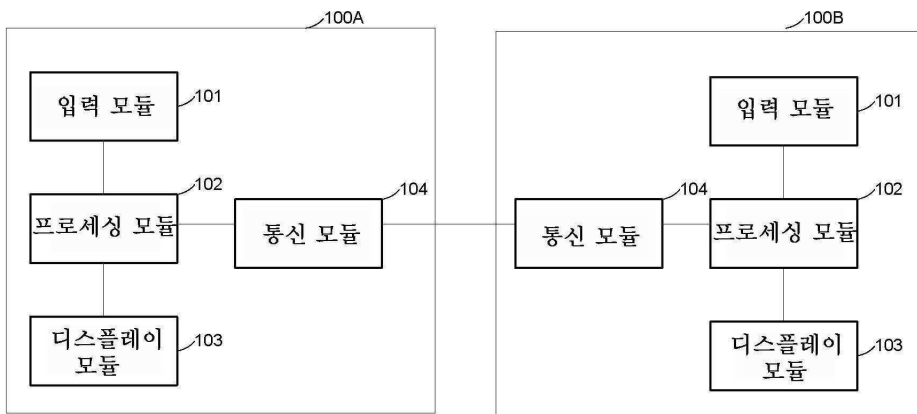 100A
입력 모듈
101
프로세싱 모듈
102
통신 모듈
104
디스플레이
모듈
103
100B
입력 모듈
101
통신 모듈
104
프로세싱 모듈
102
디스플레이
모듈
103